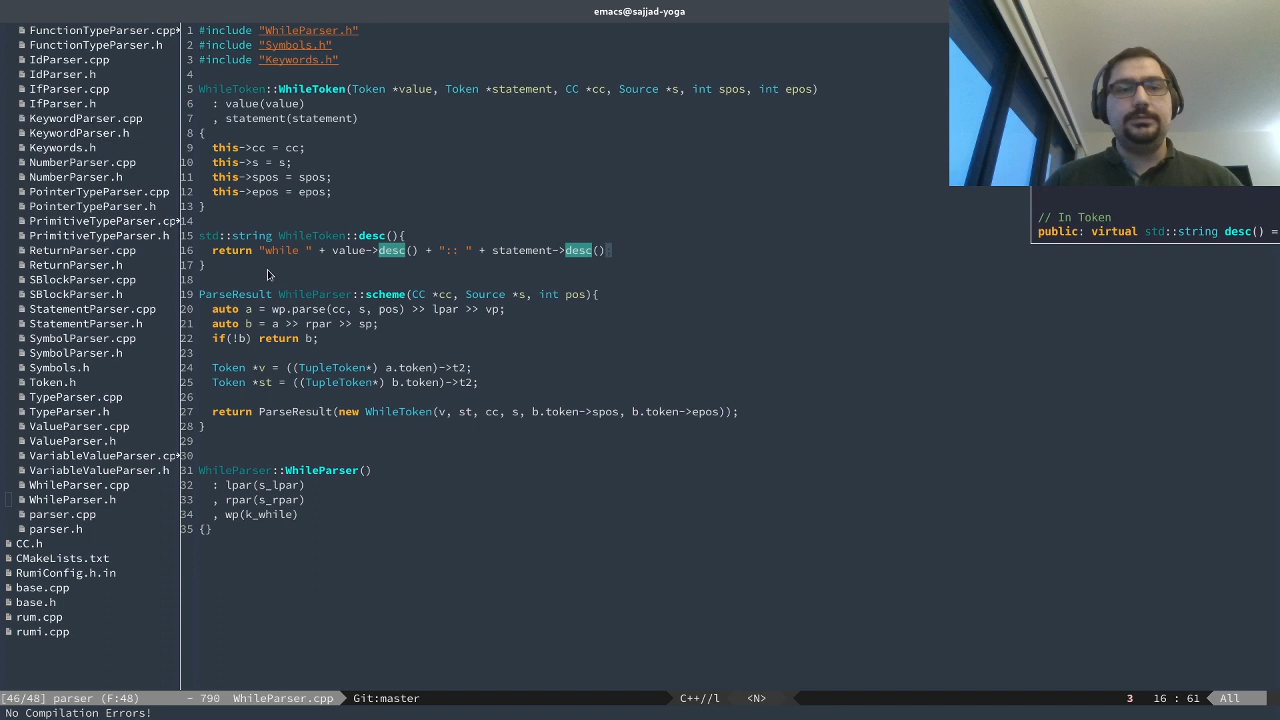 emacs@sajjad-yoga
FunctionTypeParser.cpp
FunctionTypeParser.h
IdParser.cpp
IdParser.h
IfParser.cpp
IfParser.h
KeywordParser.cpp
KeywordParser.h
Keywords.h
NumberParser.cpp
NumberParser.h
PointerTypeParser.cpp
PointerTypeParser.h
PrimitiveTypeParser.cp
PrimitiveTypeParser.h
ReturnParser.cpp
ReturnParser.h
SBlockParser.cpp
SBlockParser.h
StatementParser.cpp
StatementParser.h
SymbolParser.cpp
SymbolParser.h
Symbols.h
Token.h
TypeParser.cpp
TypeParser.h
ValueParser.cpp
ValueParser.h
VariableValueParser.cp
VariableValueParser.h
WhileParser.cpp
WhileParser.h
parser.cpp
parser.h
CC.h
CMakeLists.txt
RumiConfig.h.in
base.cpp
base.h
rum.cpp
rumi.cpp
1 #include "WhileParser.h"
2 #include "Symbols.h"
3 #include "Keywords.h"
4
5 WhileToken::WhileToken(Token *value, Token *statement, CC *cc, Source *s, int spos, int epos)
6 : value(value)
7 , statement(statement)
8 {
9 this->cc = cc;
10 this->s = s;
11 this->spos = spos;
12 this->epos = epos;
13 }
14
15 std::string WhileToken::desc(){
16 return "while " + value->desc() + ":: " + statement->desc()
17 }
18
19 ParseResult WhileParser::scheme(CC *cc, Source *s, int pos){
20 auto a = wp.parse(cc, s, pos) >> lpar >> vp;
21 auto b = a >> rpar >> sp;
22 if(!b) return b;
23
24 Token *v = ((TupleToken*) a.token)->t2;
25 Token *st = ((TupleToken*) b.token)->t2;
26
27 return ParseResult(new WhileToken(v, st, cc, s, b.token->spos, b.token->epos));
28 }
29
30
31 WhileParser::WhileParser()
32 : lpar(s_lpar)
33 , rpar(s_rpar)
34 , wp(k_while)
35 {}
// In Token
public: virtual std::string desc() =
[46/48] parser (F:48) - 790 WhileParser.cpp Git:master C++//l <N> 3 16 : 61 All
No Compilation Errors!